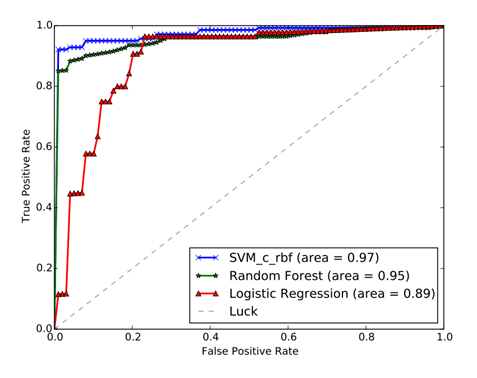 1.0
0.8
0.6
0.4
0.2
0.0
True Positive Rate
SVM_c_rbf (area = 0.97)
Random Forest (area = 0.95)
Logistic Regression (area = 0.89)
Luck
0.0 0.2 0.4 0.6 0.8 1.0
False Positive Rate